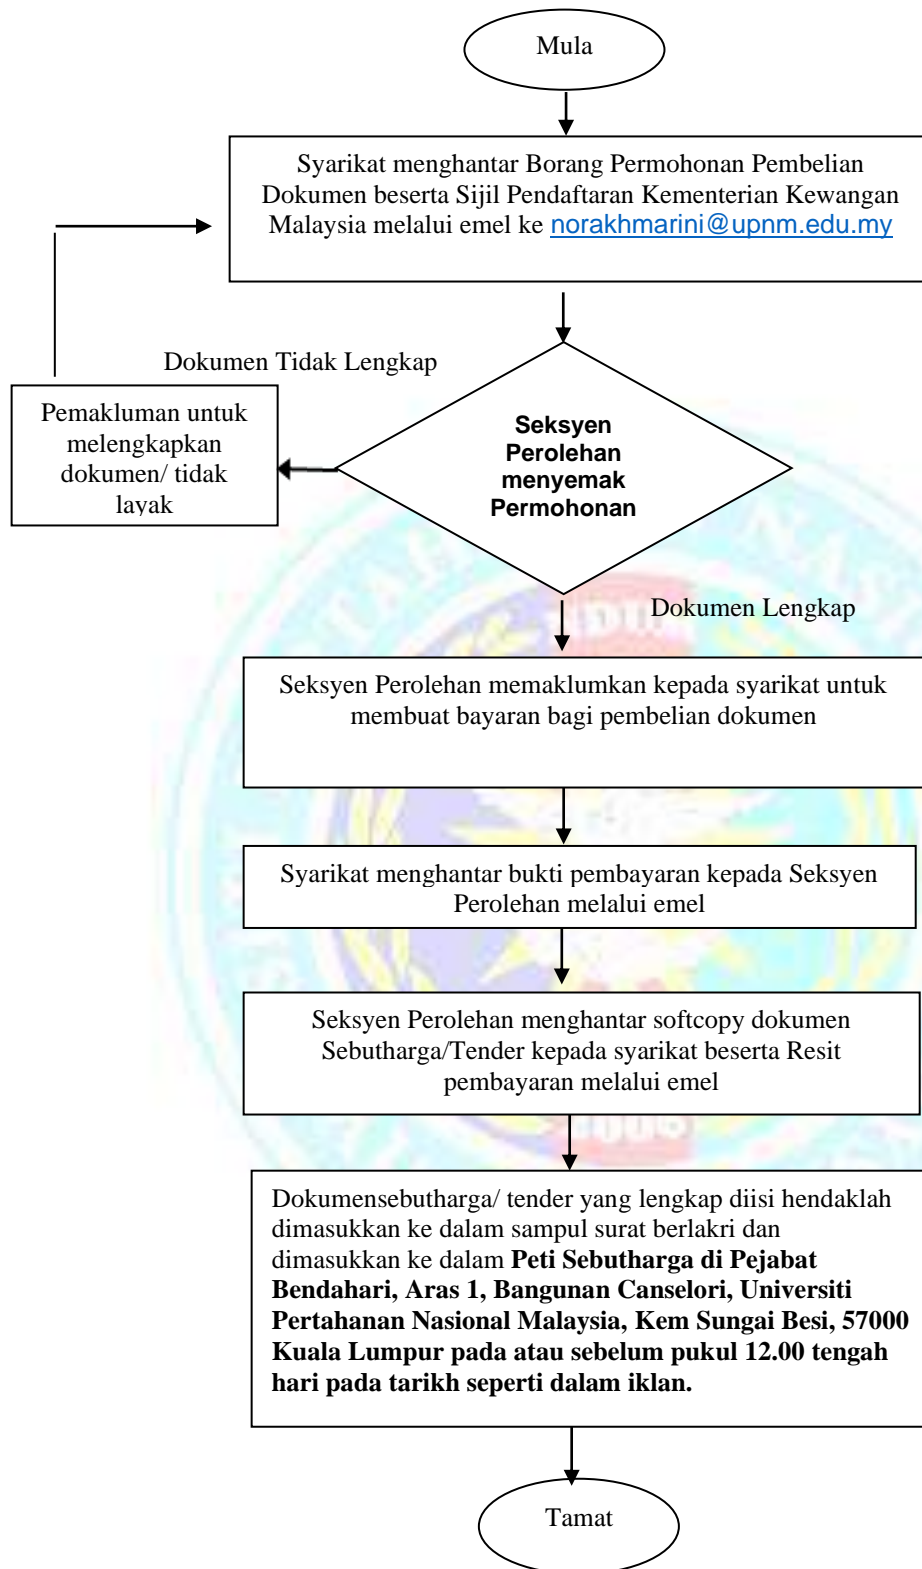 Mula
Syarikat menghantar Borang Permohonan Pembelian
Dokumen beserta Sijil Pendaftaran Kementerian Kewangan
Malaysia melalui emel ke norakhmarini@upnm.edu.my
Dokumen Tidak Lengkap
Pemakluman untuk
melengkapkan
dokumen/ tidak
layak
Seksyen
Perolehan
menyemak
Permohonan
Dokumen Lengkap
Seksyen Perolehan memaklumkan kepada syarikat untuk
membuat bayaran bagi pembelian dokumen
Syarikat menghantar bukti pembayaran kepada Seksyen
Perolehan melalui emel
Seksyen Perolehan menghantar softcopy dokumen
Sebutharga/Tender kepada syarikat beserta Resit
pembayaran melalui emel
Dokumensebutharga/ tender yang lengkap diisi hendaklah
dimasukkan ke dalam sampul surat berlakri dan
dimasukkan ke dalam Peti Sebutharga di Pejabat
Bendahari, Aras 1, Bangunan Canselori, Universiti
Pertahanan Nasional Malaysia, Kem Sungai Besi, 57000
Kuala Lumpur pada atau sebelum pukul 12.00 tengah
hari pada tarikh seperti dalam iklan.
Tamat